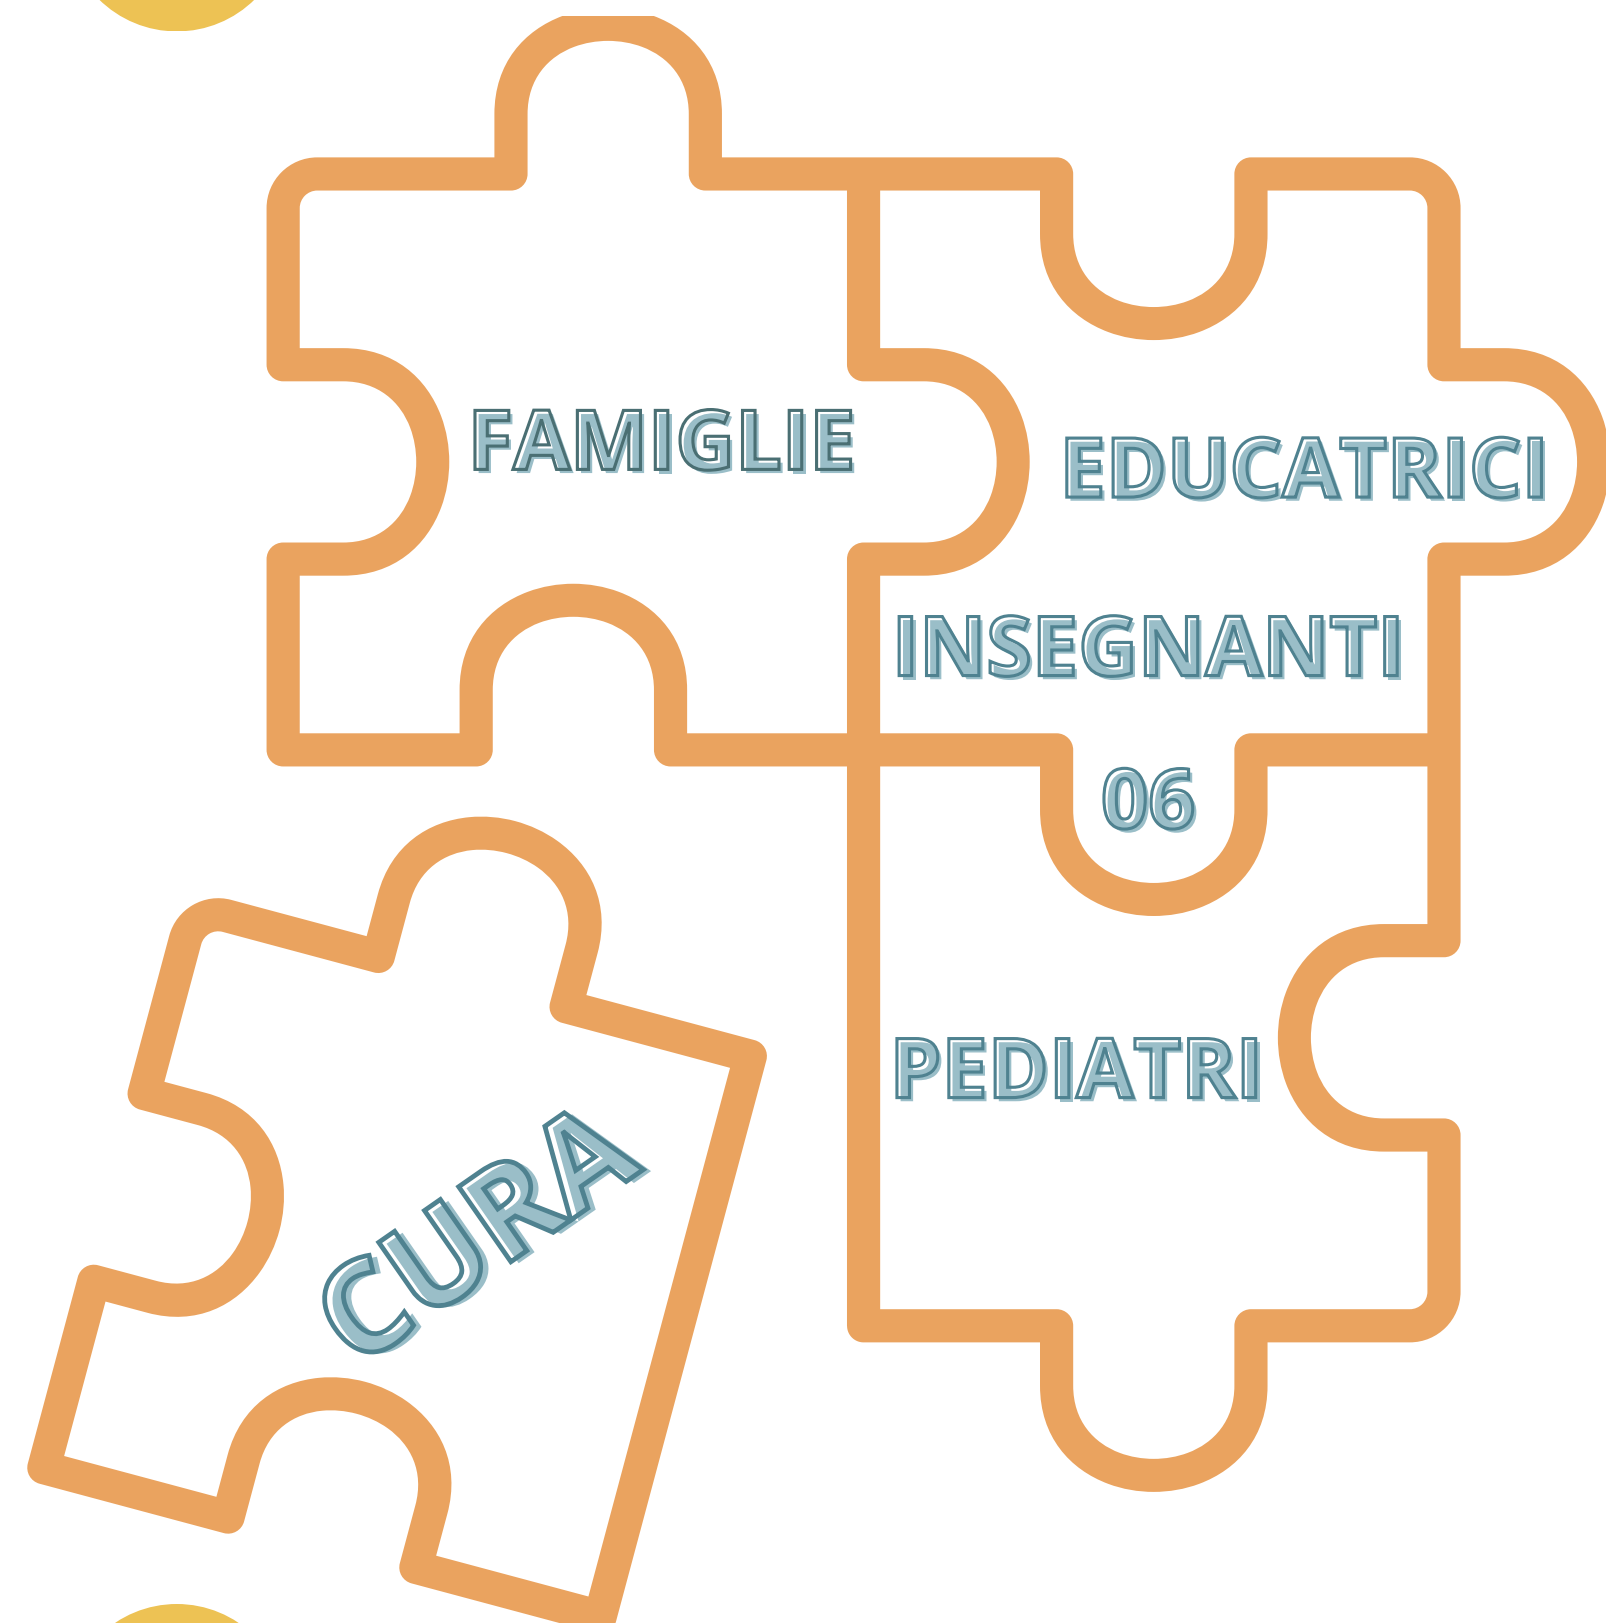 FAMIGLIE
EDUCATRICI
INSEGNANTI
06
PEDIATRI
CURA